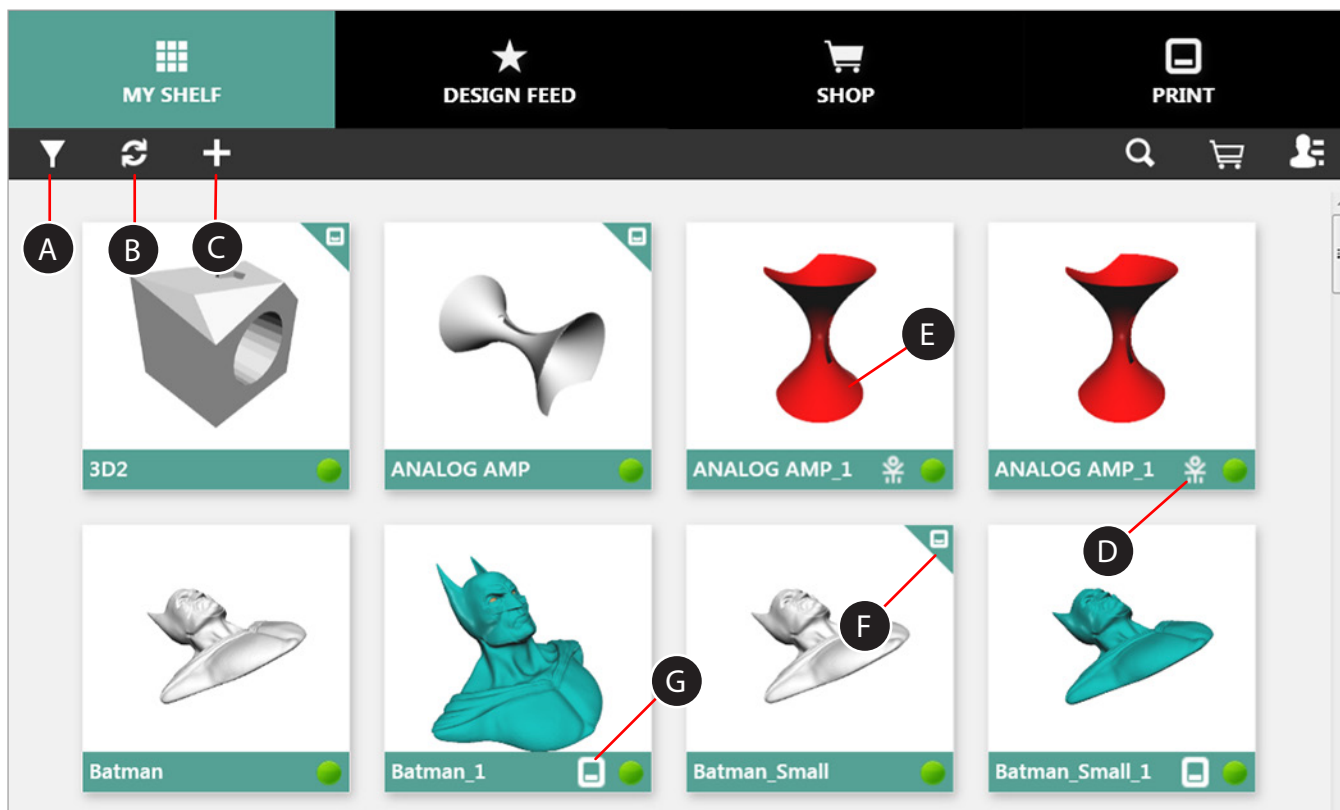 MY SHELF
DESIGN FEED
SHOP
PRINT
A
B
C
E
3D2
ANALOG AMP
ANALOG AMP_1
ANALOG AMP_1
D
F
G
Batman
Batman_1
Batman_Small
Batman_Small_1